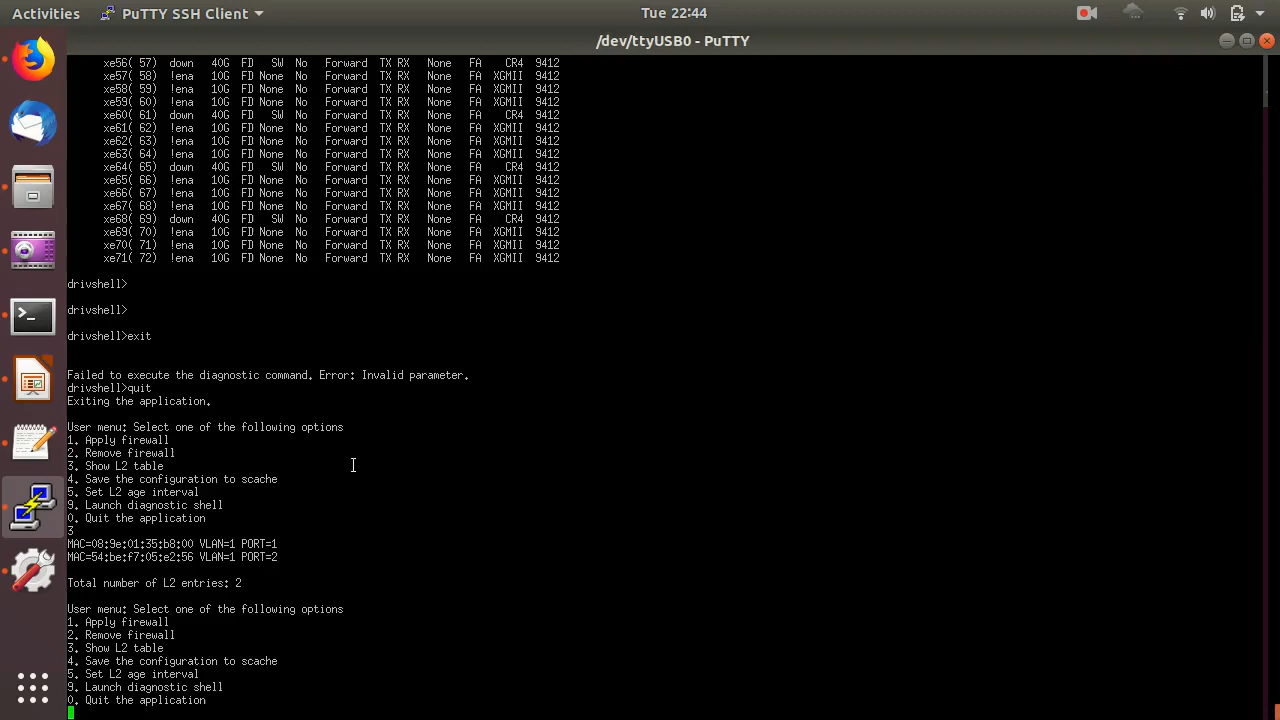 Activities PuTTY SSH Client Tue 22:44
/dev/ttyUSB0 - PuTTY
xe56( 57) down 40G FD SW No Forward TX RX None FA CR4 9412
xe57( 58) !ena 10G FD None No Forward TX RX None FA XGMII 9412
xe58( 59) !ena 10G FD None No Forward TX RX None FA XGMII 9412
xe59( 60) !ena 10G FD None No Forward TX RX None FA XGMII 9412
xe60( 61) down 40G FD SW No Forward TX RX None FA CR4 9412
xe61( 62) !ena 10G FD None No Forward TX RX None FA XGMII 9412
xe62( 63) !ena 10G FD None No Forward TX RX None FA XGMII 9412
xe63( 64) !ena 10G FD None No Forward TX RX None FA XGMII 9412
xe64( 65) down 40G FD SW No Forward TX RX None FA CR4 9412
xe65( 66) !ena 10G FD None No Forward TX RX None FA XGMII 9412
xe66( 67) !ena 10G FD None No Forward TX RX None FA XGMII 9412
xe67( 68) !ena 10G FD None No Forward TX RX None FA XGMII 9412
xe68( 69) down 40G FD SW No Forward TX RX None FA CR4 9412
xe69( 70) !ena 10G FD None No Forward TX RX None FA XGMII 9412
xe70( 71) !ena 10G FD None No Forward TX RX None FA XGMII 9412
xe71( 72) !ena 10G FD None No Forward TX RX None FA XGMII 9412
drivshell>
drivshell>
drivshell>exit
Failed to execute the diagnostic command. Error: Invalid parameter.
drivshell>quit
Exiting the application.
User menu: Select one of the following options
1. Apply firewall
2. Remove firewall
3. Show L2 table
4. Save the configuration to scache
5. Set L2 age interval
9. Launch diagnostic shell
0. Quit the application
3
MAC=08:9e:01:35:b8:00 VLAN=1 PORT=1
MAC=54:be:f7:05:e2:56 VLAN=1 PORT=2
Total number of L2 entries: 2
User menu: Select one of the following options
1. Apply firewall
2. Remove firewall
3. Show L2 table
4. Save the configuration to scache
5. Set L2 age interval
9. Launch diagnostic shell
0. Quit the application